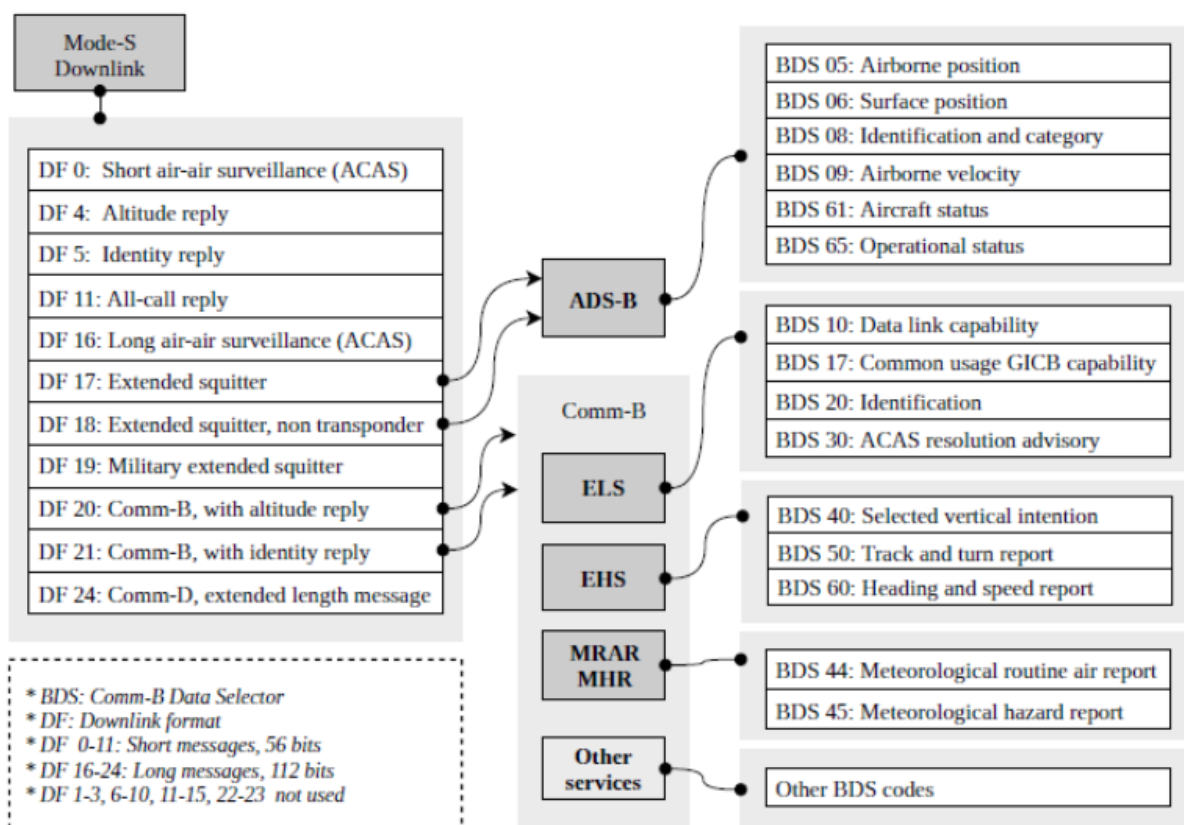 Mode-S
Downlink
DF 0: Short air-air surveillance (ACAS)
DF 4: Altitude reply
DF 5: Identity reply
DF 11: All-call reply
DF 16: Long air-air surveillance (ACAS)
DF 17: Extended squitter
DF 18: Extended squitter, non transponder
DF 19: Military extended squitter
DF 20: Comm-B, with altitude reply
DF 21: Comm-B, with identity reply
DF 24: Comm-D, extended length message
* BDS: Comm-B Data Selector
* DF: Downlink format
* DF 0-11: Short messages, 56 bits
* DF 16-24: Long messages, 112 bits
* DF 1-3, 6-10, 11-15, 22-23 not used
ADS-B
Comm-B
ELS
EHS
MRAR
MHR
Other
services
BDS 05: Airborne position
BDS 06: Surface position
BDS 08: Identification and category
BDS 09: Airborne velocity
BDS 61: Aircraft status
BDS 65: Operational status
BDS 10: Data link capability
BDS 17: Common usage GICB capability
BDS 20: Identification
BDS 30: ACAS resolution advisory
BDS 40: Selected vertical intention
BDS 50: Track and turn report
BDS 60: Heading and speed report
BDS 44: Meteorological routine air report
BDS 45: Meteorological hazard report
Other BDS codes